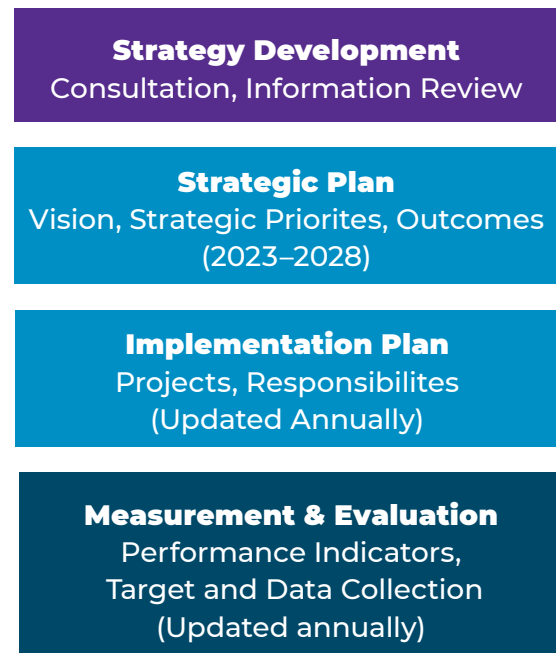 Strategy Development
Consultation, Information Review
Strategic Plan
Vision, Strategic Priorites, Outcomes
(2023–2028)
Implementation Plan
Projects, Responsibilites
(Updated Annually)
Measurement & Evaluation
Performance Indicators,
Target and Data Collection
(Updated annually)